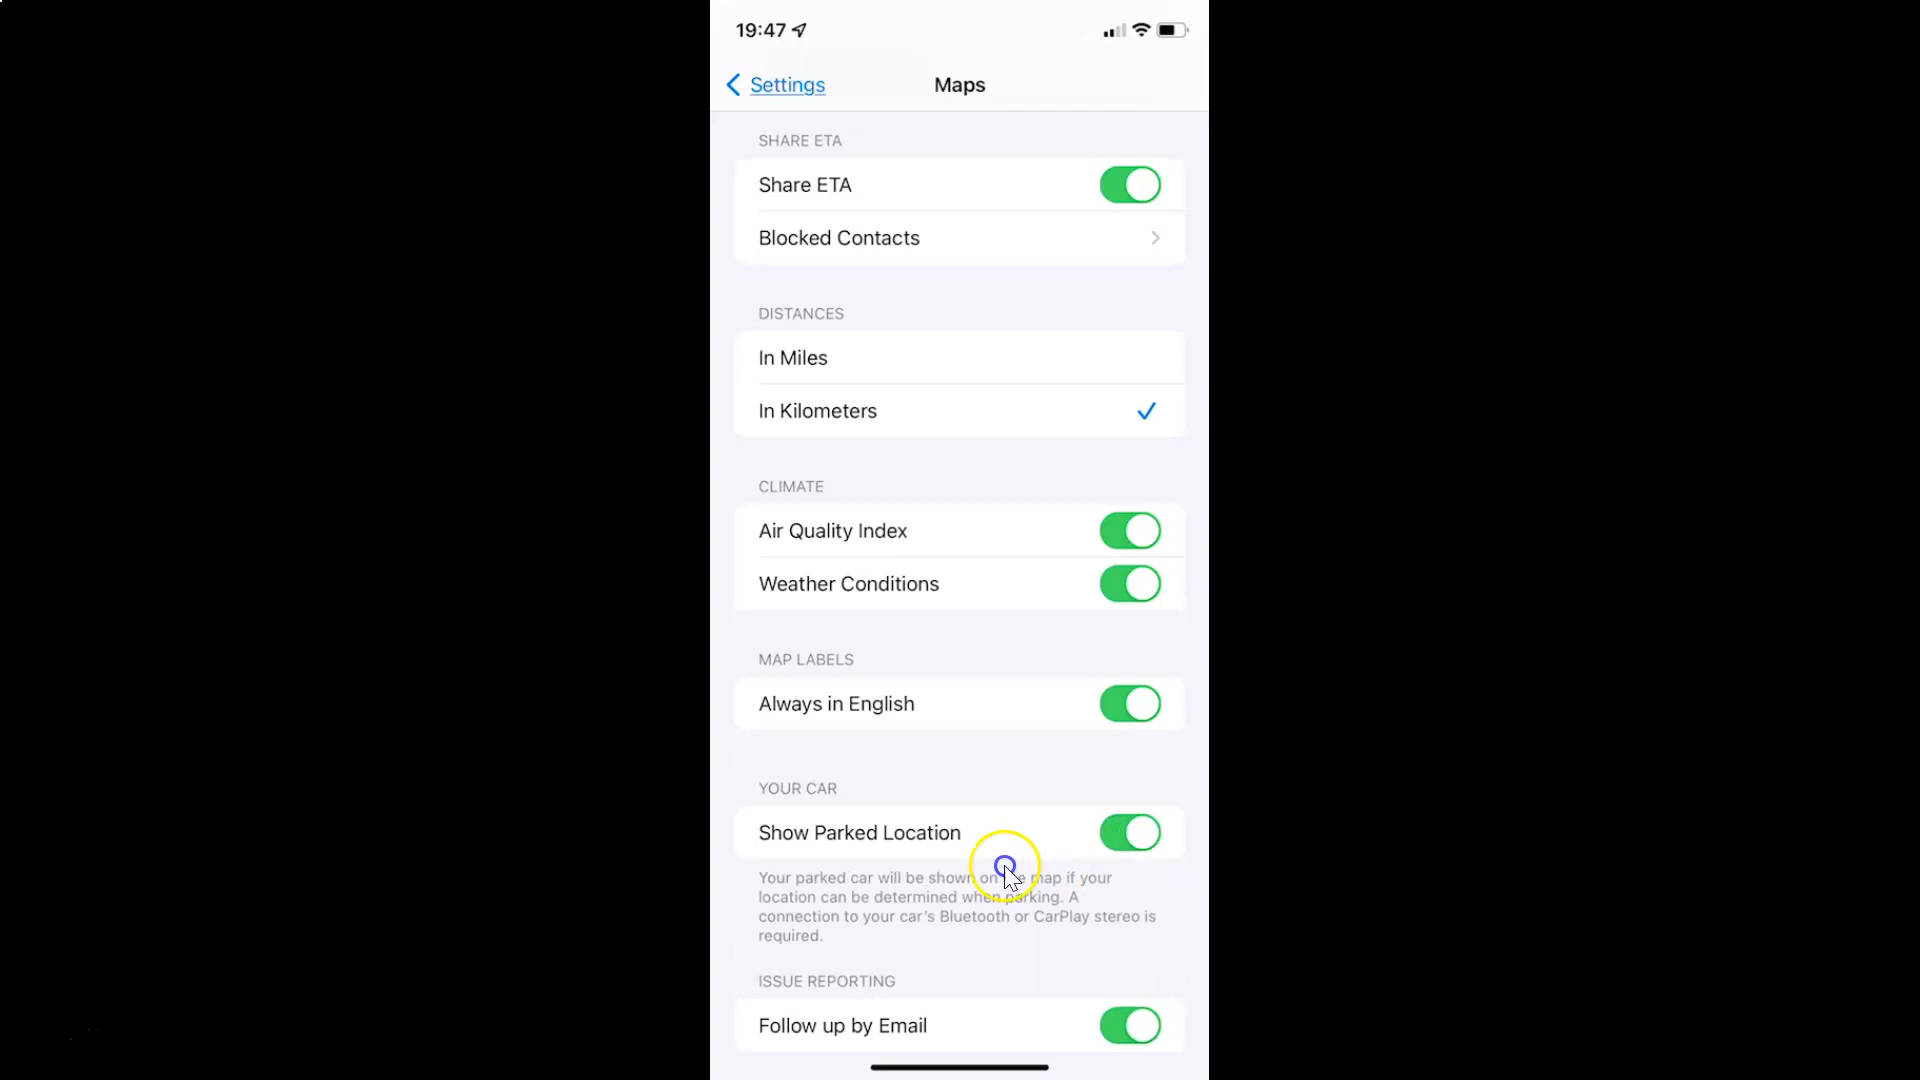 19:47
Settings
Maps
SHARE ETA
Share ETA
Blocked Contacts
DISTANCES
In Miles
In Kilometers
CLIMATE
Air Quality Index
Weather Conditions
MAP LABELS
Always in English
YOUR CAR
Show Parked Location
Your parked car will be shown on the map if your
location can be determined when parking. A
connection to your car's Bluetooth or CarPlay stereo is
required.
ISSUE REPORTING
Follow up by Email